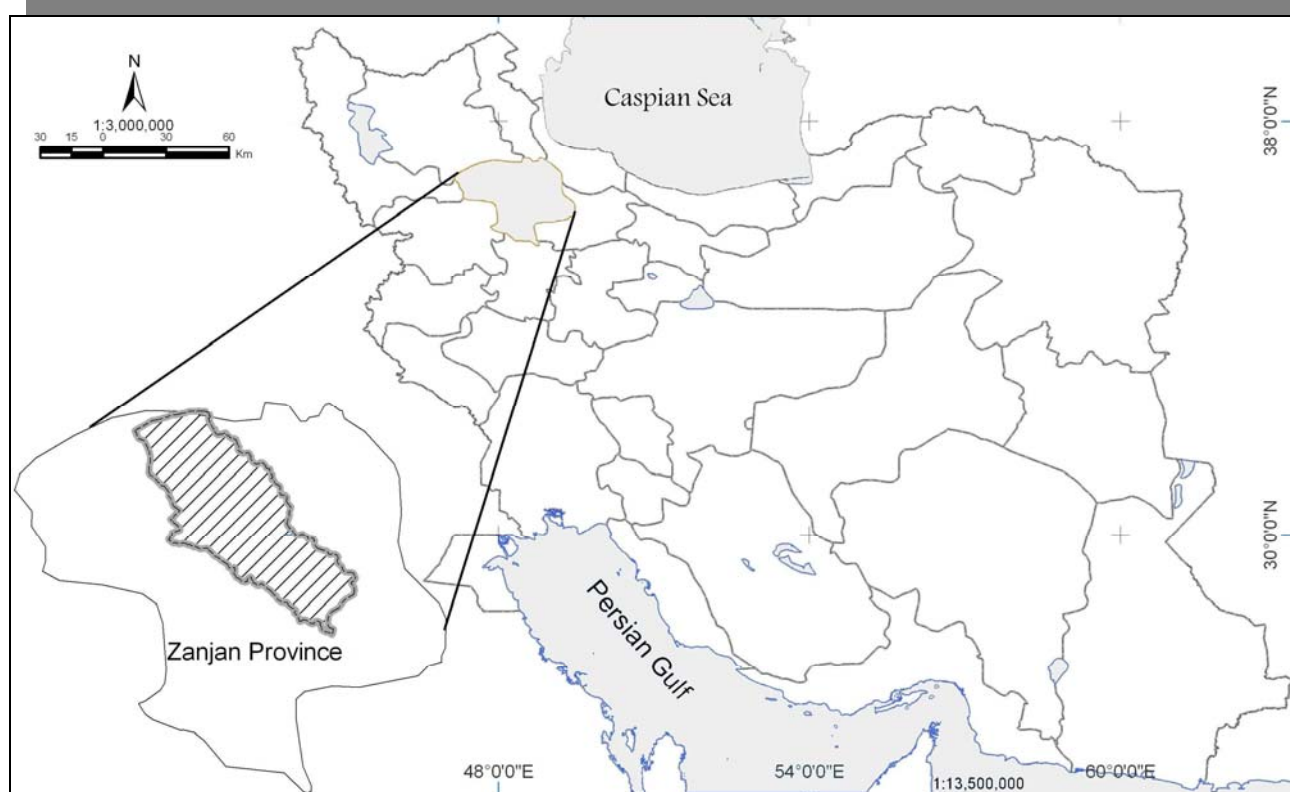 N
1:3,000,000
30 15 0 30 60
Km
Caspian Sea
38°0'0"N
30°0'0"N
Zanjan Province
Persian Gulf
48°0'0"E 54°0'0"E 60°0'0"E
1:13,500,000